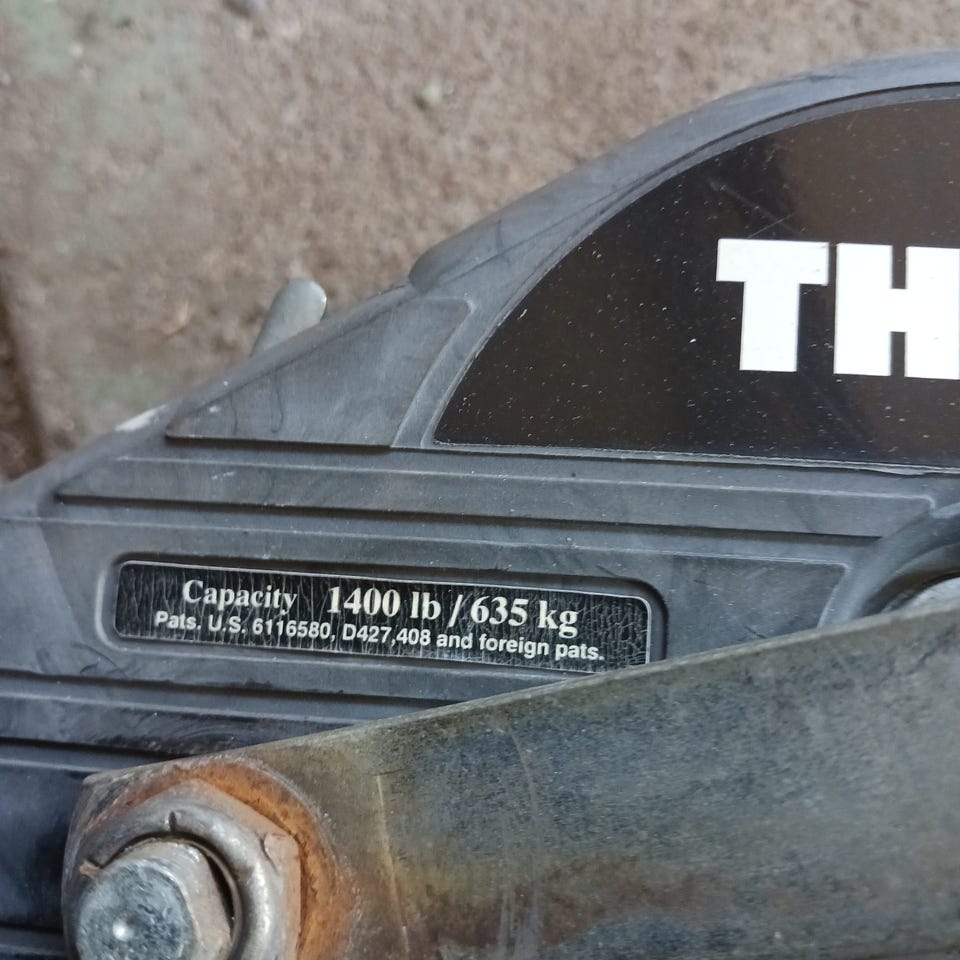 TH
Capacity 1400 lb / 635 kg
Pats. U.S. 6116580, D427,408 and foreign pats.